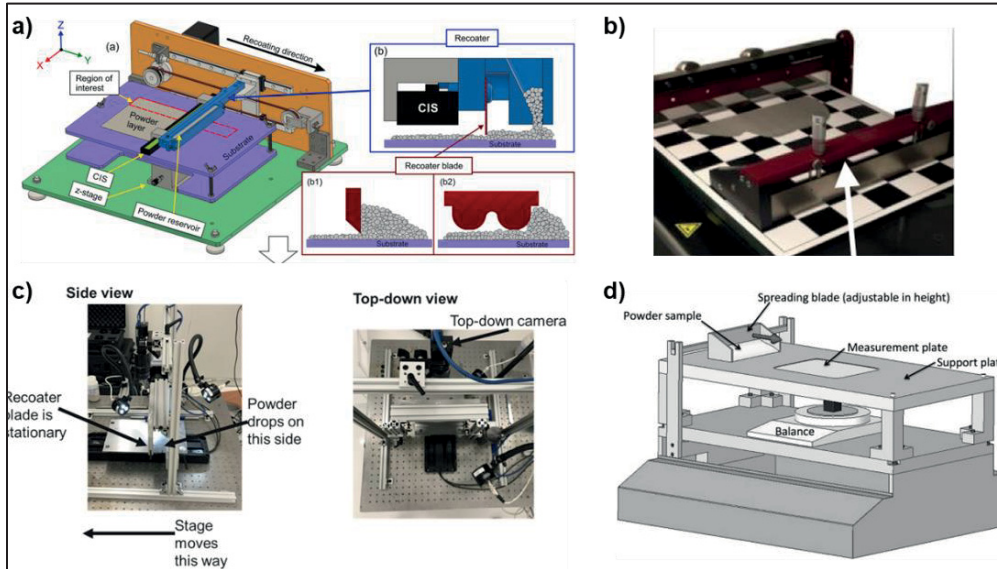 a)
Z
X
Y
(a)
Recoating direction
Region of
interest
Powder
layer
Substrate
CIS
z-stage
Powder reservoir
Recoater
(b)
CIS
Substrate
Recoater blade
(b1)
Substrate
(b2)
Substrate
b)
c)
Side view
Recoater
blade is
stationary
Powder
drops on
this side
Stage
moves
this way
Top-down view
Top-down camera
d)
Spreading blade (adjustable in height)
Powder sample
Measurement plate
Support plat
Balance